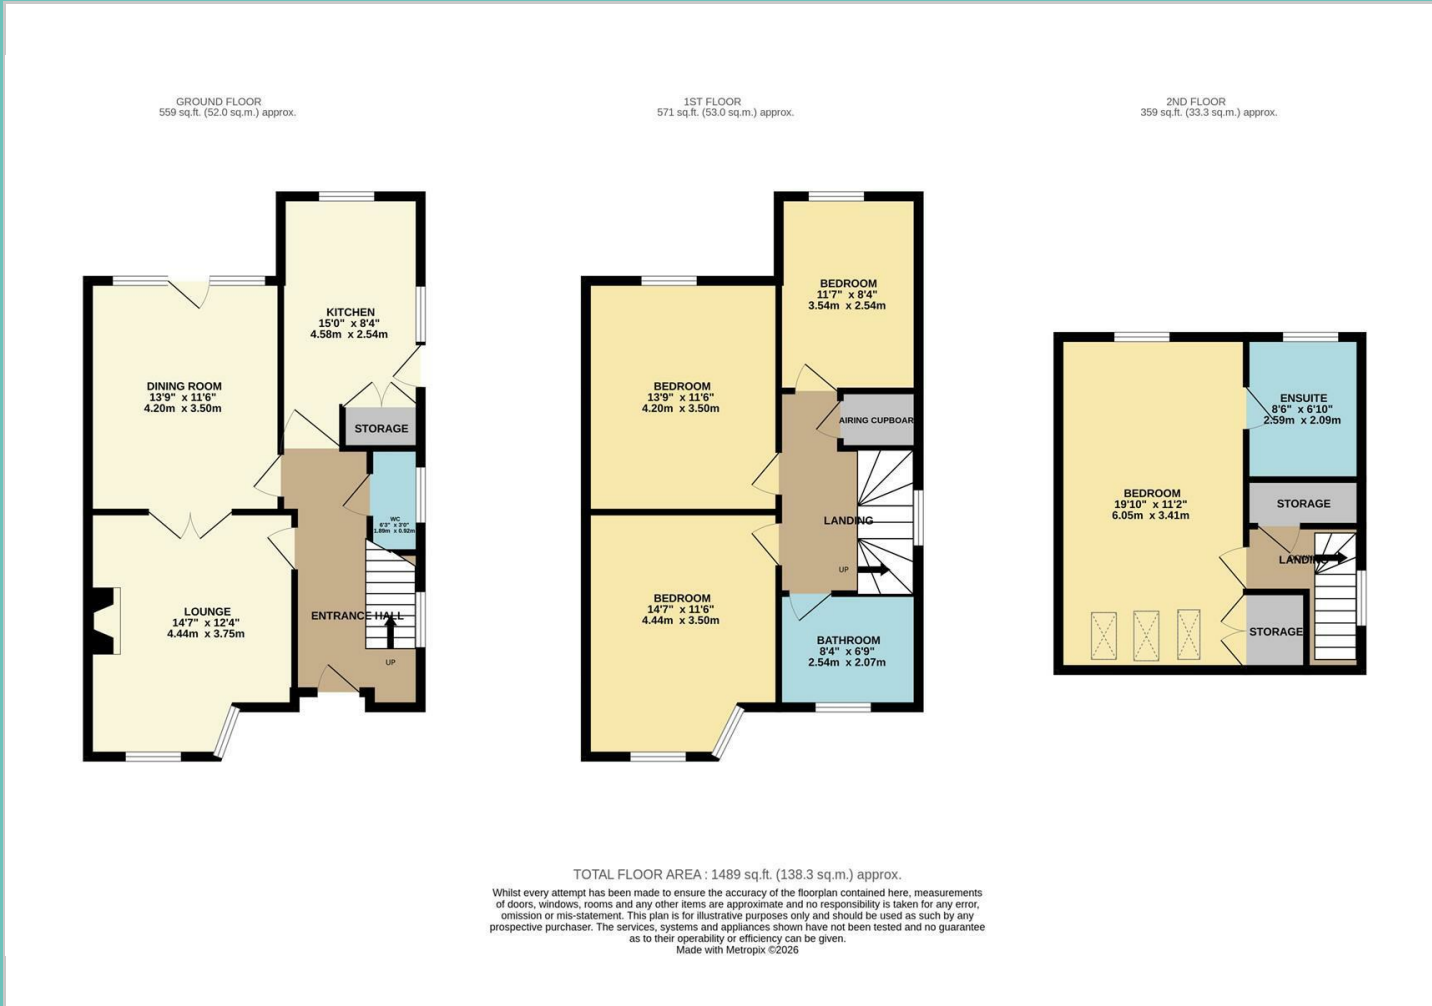 GROUND FLOOR
559 sq.ft. (52.0 sq.m.) approx.
1ST FLOOR
571 sq.ft. (53.0 sq.m.) approx.
2ND FLOOR
359 sq.ft. (33.3 sq.m.) approx.
KITCHEN
15'0" x 8'4"
4.58m x 2.54m
DINING ROOM
13'9" x 11'6"
4.20m x 3.50m
STORAGE
WC
6'3" x 3'0"
1.89m x 0.92m
LOUNGE
14'7" x 12'4"
4.44m x 3.75m
ENTRANCE HALL
UP
BEDROOM
11'7" x 8'4"
3.54m x 2.54m
BEDROOM
13'9" x 11'6"
4.20m x 3.50m
AIRING CUPBOAR
LANDING
UP
BEDROOM
14'7" x 11'6"
4.44m x 3.50m
BATHROOM
8'4" x 6'9"
2.54m x 2.07m
ENSUITE
8'6" x 6'10"
2.59m x 2.09m
BEDROOM
19'10" x 11'2"
6.05m x 3.41m
STORAGE
LANDING
STORAGE
TOTAL FLOOR AREA : 1489 sq.ft. (138.3 sq.m.) approx.
Whilst every attempt has been made to ensure the accuracy of the floorplan contained here, measurements
of doors, windows, rooms and any other items are approximate and no responsibility is taken for any error,
omission or mis-statement. This plan is for illustrative purposes only and should be used as such by any
prospective purchaser. The services, systems and appliances shown have not been tested and no guarantee
as to their operability or efficiency can be given.
Made with Metropix ©2026